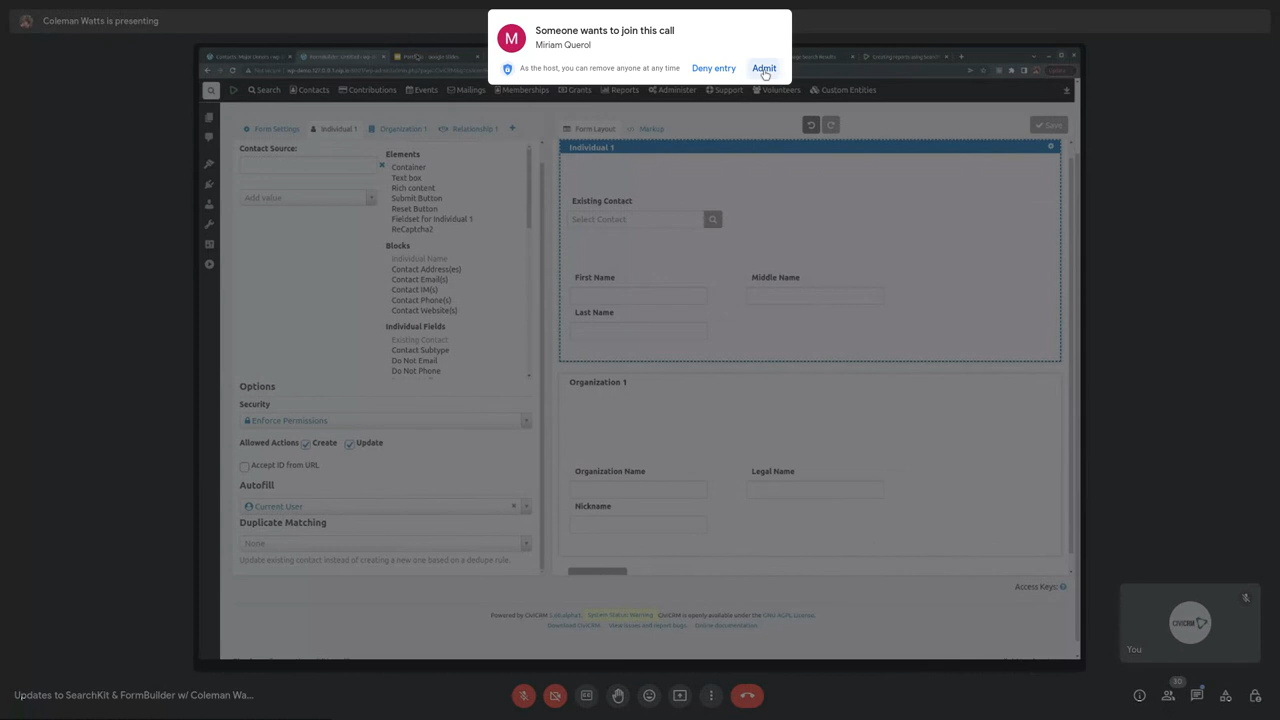 Coleman Watts is presenting
Someone wants to join this call
M
Miriam Querol
As the host, you can remove anyone at any time
Deny entry
Admit
Search
Contacts
Contributions
Events
Mailings
Memberships
Grants
Reports
Administer
Support
Volunteers
Custom Entities
Form Settings
Individual 1
Organization 1
Relationship 1
+
Form Layout
Markup
Save
Contact Source:
Add value
Elements
Container
Text box
Rich content
Submit Button
Reset Button
Fieldset for Individual 1
ReCaptcha2
Blocks
Individual Name
Contact Address(es)
Contact Email(s)
Contact IM(s)
Contact Phone(s)
Contact Website(s)
Individual Fields
Existing Contact
Contact Subtype
Do Not Email
Do Not Phone
Options
Security
Enforce Permissions
Allowed Actions Create Update
Accept ID from URL
Autofill
Current User
Duplicate Matching
None
Update existing contact instead of creating a new one based on a dedupe rule.
Individual 1
Existing Contact
Select Contact
First Name
Middle Name
Last Name
Organization 1
Organization Name
Legal Name
Nickname
Access Keys:
System Status: Warning
CiviCRM is openly available under the GNU AGPL License.
Download CiviCRM. View issues and report bugs. Online documentation.
CIVICRM
You
Updates to SearchKit & FormBuilder w/ Coleman Wa...
30